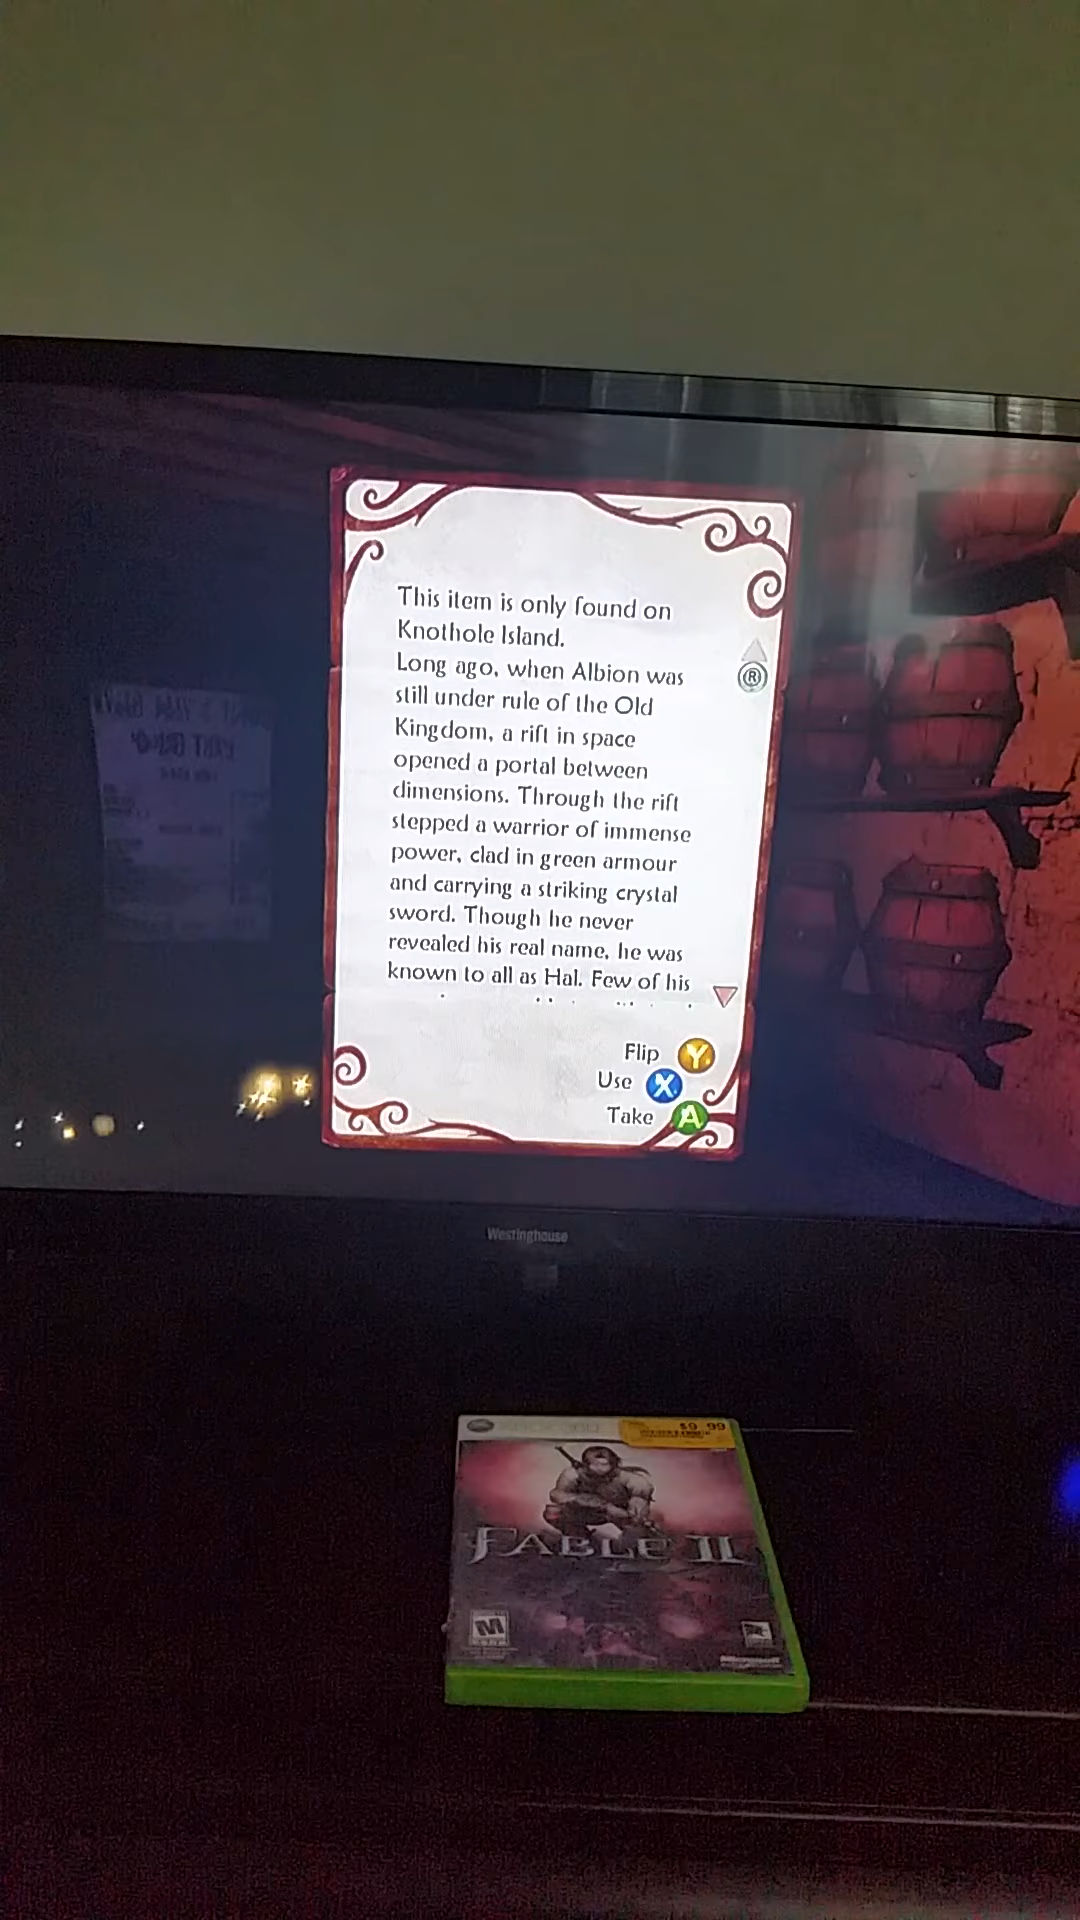 This item is only found on
Knothole Island.
Long ago, when Albion was
still under rule of the Old
Kingdom, a rift in space
opened a portal between
dimensions. Through the rift
stepped a warrior of immense
power, clad in green armour
and carrying a striking crystal
sword. Though he never
revealed his real name, he was
known to all as Hal. Few of his
R
Flip Y
Use X
Take A
Westinghouse
$9.99
FABLE II
M
Microsoft